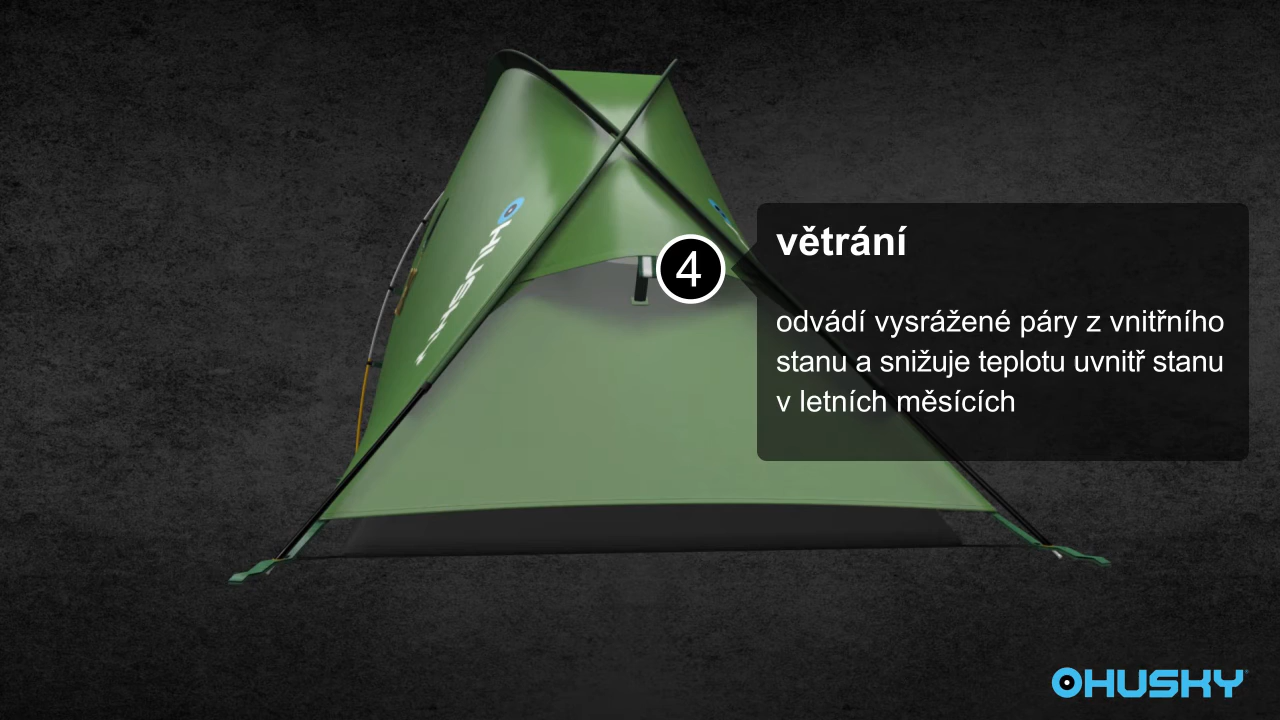 HUSKY
4
větrání
odvádí vysrážené páry z vnitřního
stanu a snižuje teplotu uvnitř stanu
v letních měsících
HUSKY